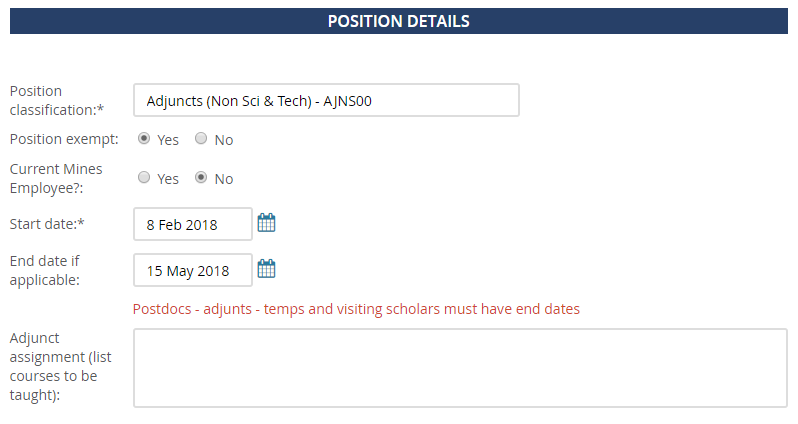 POSITION DETAILS
Position
classification:*
Adjuncts (Non Sci & Tech) - AJNS00
Position exempt: Yes No
Current Mines
Employee?: Yes No
Start date:* 8 Feb 2018
End date if
applicable: 15 May 2018
Postdocs - adjunts - temps and visiting scholars must have end dates
Adjunct
assignment (list
courses to be
taught):